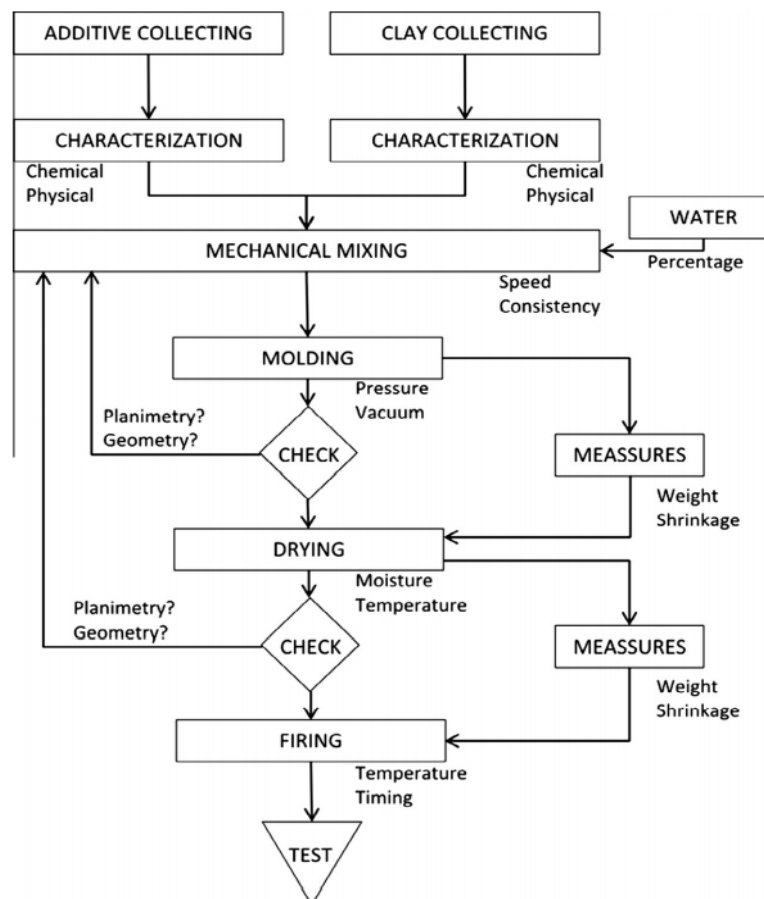 ADDITIVE COLLECTING
CLAY COLLECTING
CHARACTERIZATION
CHARACTERIZATION
Chemical
Physical
Chemical
Physical
WATER
MECHANICAL MIXING
Percentage
Speed
Consistency
MOLDING
Pressure
Vacuum
Planimetry?
Geometry?
CHECK
MEASSURES
Weight
Shrinkage
DRYING
Moisture
Temperature
Planimetry?
Geometry?
CHECK
MEASSURES
Weight
Shrinkage
FIRING
Temperature
Timing
TEST